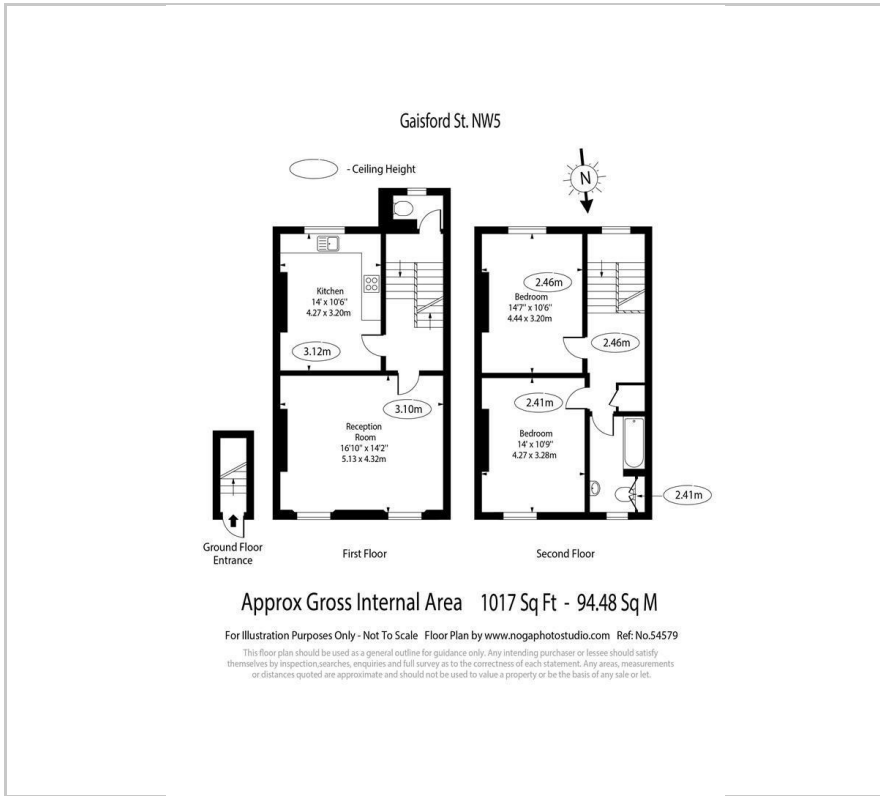 Gaisford St. NW5
- Ceiling Height
N
Kitchen
14' x 10'6"
4.27 x 3.20m
3.12m
3.10m
Reception
Room
16'10" x 14'2"
5.13 x 4.32m
2.46m
Bedroom
14'7" x 10'6"
4.44 x 3.20m
2.46m
2.41m
Bedroom
14' x 10'9"
4.27 x 3.28m
2.41m
Ground Floor
Entrance
First Floor
Second Floor
Approx Gross Internal Area 1017 Sq Ft - 94.48 Sq M
For Illustration Purposes Only - Not To Scale Floor Plan by www.nogaphotostudio.com Ref: No.54579
This floor plan should be used as a general outline for guidance only. Any intending purchaser or lessee should satisfy
themselves by inspection,searches, enquiries and full survey as to the correctness of each statement. Any areas, measurements
or distances quoted are approximate and should not be used to value a property or be the basis of any sale or let.